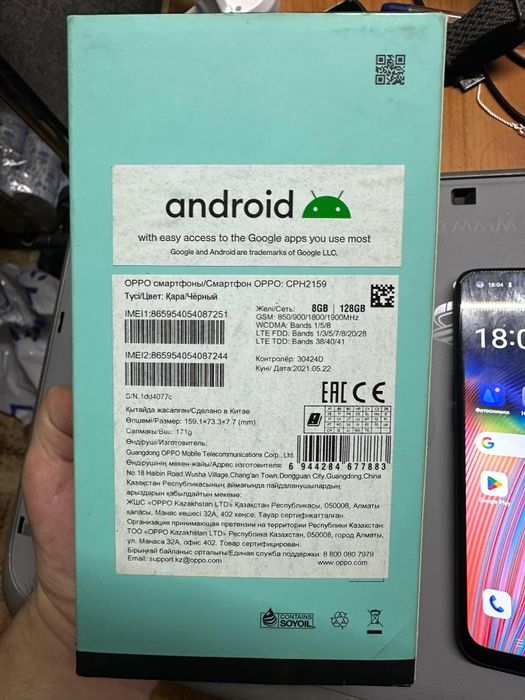 android
with easy access to the Google apps you use most
Google and Android are trademarks of Google LLC.
OPPO смартфоны/Смартфон OPPO: CPH2159
Түсі/Цвет: Қара/Чёрный
IMEI1:865954054087251
IMEI2:865954054087244
S/N.1dd4077c
Желі/Сеть: 8GB | 128GB
GSM: 850/900/1800/1900MHz
WCDMA: Bands 1/5/8
LTE FDD: Bands 1/3/5/7/8/20/28
LTE TDD: Bands 38/40/41
Контролёр: 30424D
Күні/Дата:2021.05.22
EAC CE
Қытайда жасалған/Сделано в Китае
Өлшемі/Размер: 159.1×73.3×7.7 (mm)
Салмағы/Вес: 171g
Өндіруші/Изготовитель:
Guangdong OPPO Mobile Telecommunications Corp., Ltd.
Өндірушінің мекен-жайы/Адрес изготовителя:
6 944284 677883
No.18 Haibin Road,Wusha Village,Chang'an Town,Dongguan City,Guangdong,China
Қазақстан Республикасының аймағында пайдаланушылардың
арыздарын қабылдайтын мекеме:
ЖШС «OPPO Kazakhstan LTD» Қазақстан Республикасы, 050008, Алматы
қаласы, Манас көшесі 32А, 402 кеңсе. Тауар сертификатталған.
Организация принимающая претензии на территории Республики Казахстан:
ТОО «OPPO Kazakhstan LTD» Казахстан, 050008, город Алматы,
ул. Манаса 32А, офис 402. Товар сертифицирован.
Бірыңғай байланыс орталығы/Единая служба поддержки: 8 800 080 7979
Email: support.kz@oppo.com
www.oppo.com
CONTAINS
SOYOIL
18:04
18:0
Фотоснимки
G
Play